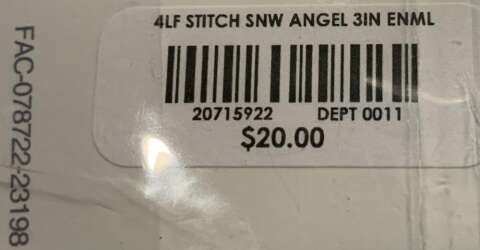 4LF STITCH SNW ANGEL 3IN ENML
20715922 DEPT 0011
$20.00
FAC-078722-23198